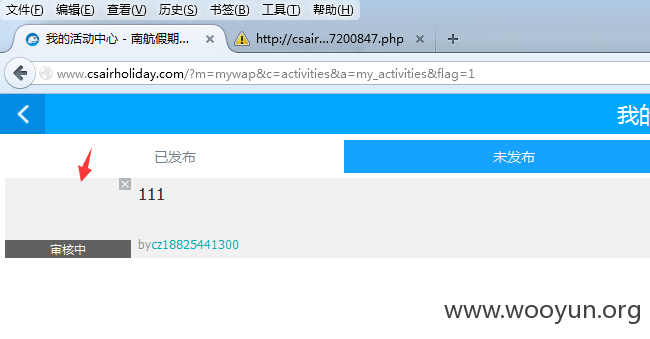 文件(F) 编辑(E) 查看(V) 历史(S) 书签(B) 工具(T) 帮助(H)
我的活动中心 - 南航假期... × http://csair...7200847.php × +
www.csairholiday.com/?m=mywap&c=activities&a=my_activities&flag=1
我的
已发布 未发布
111
审核中 bycz18825441300
www.wooyun.org